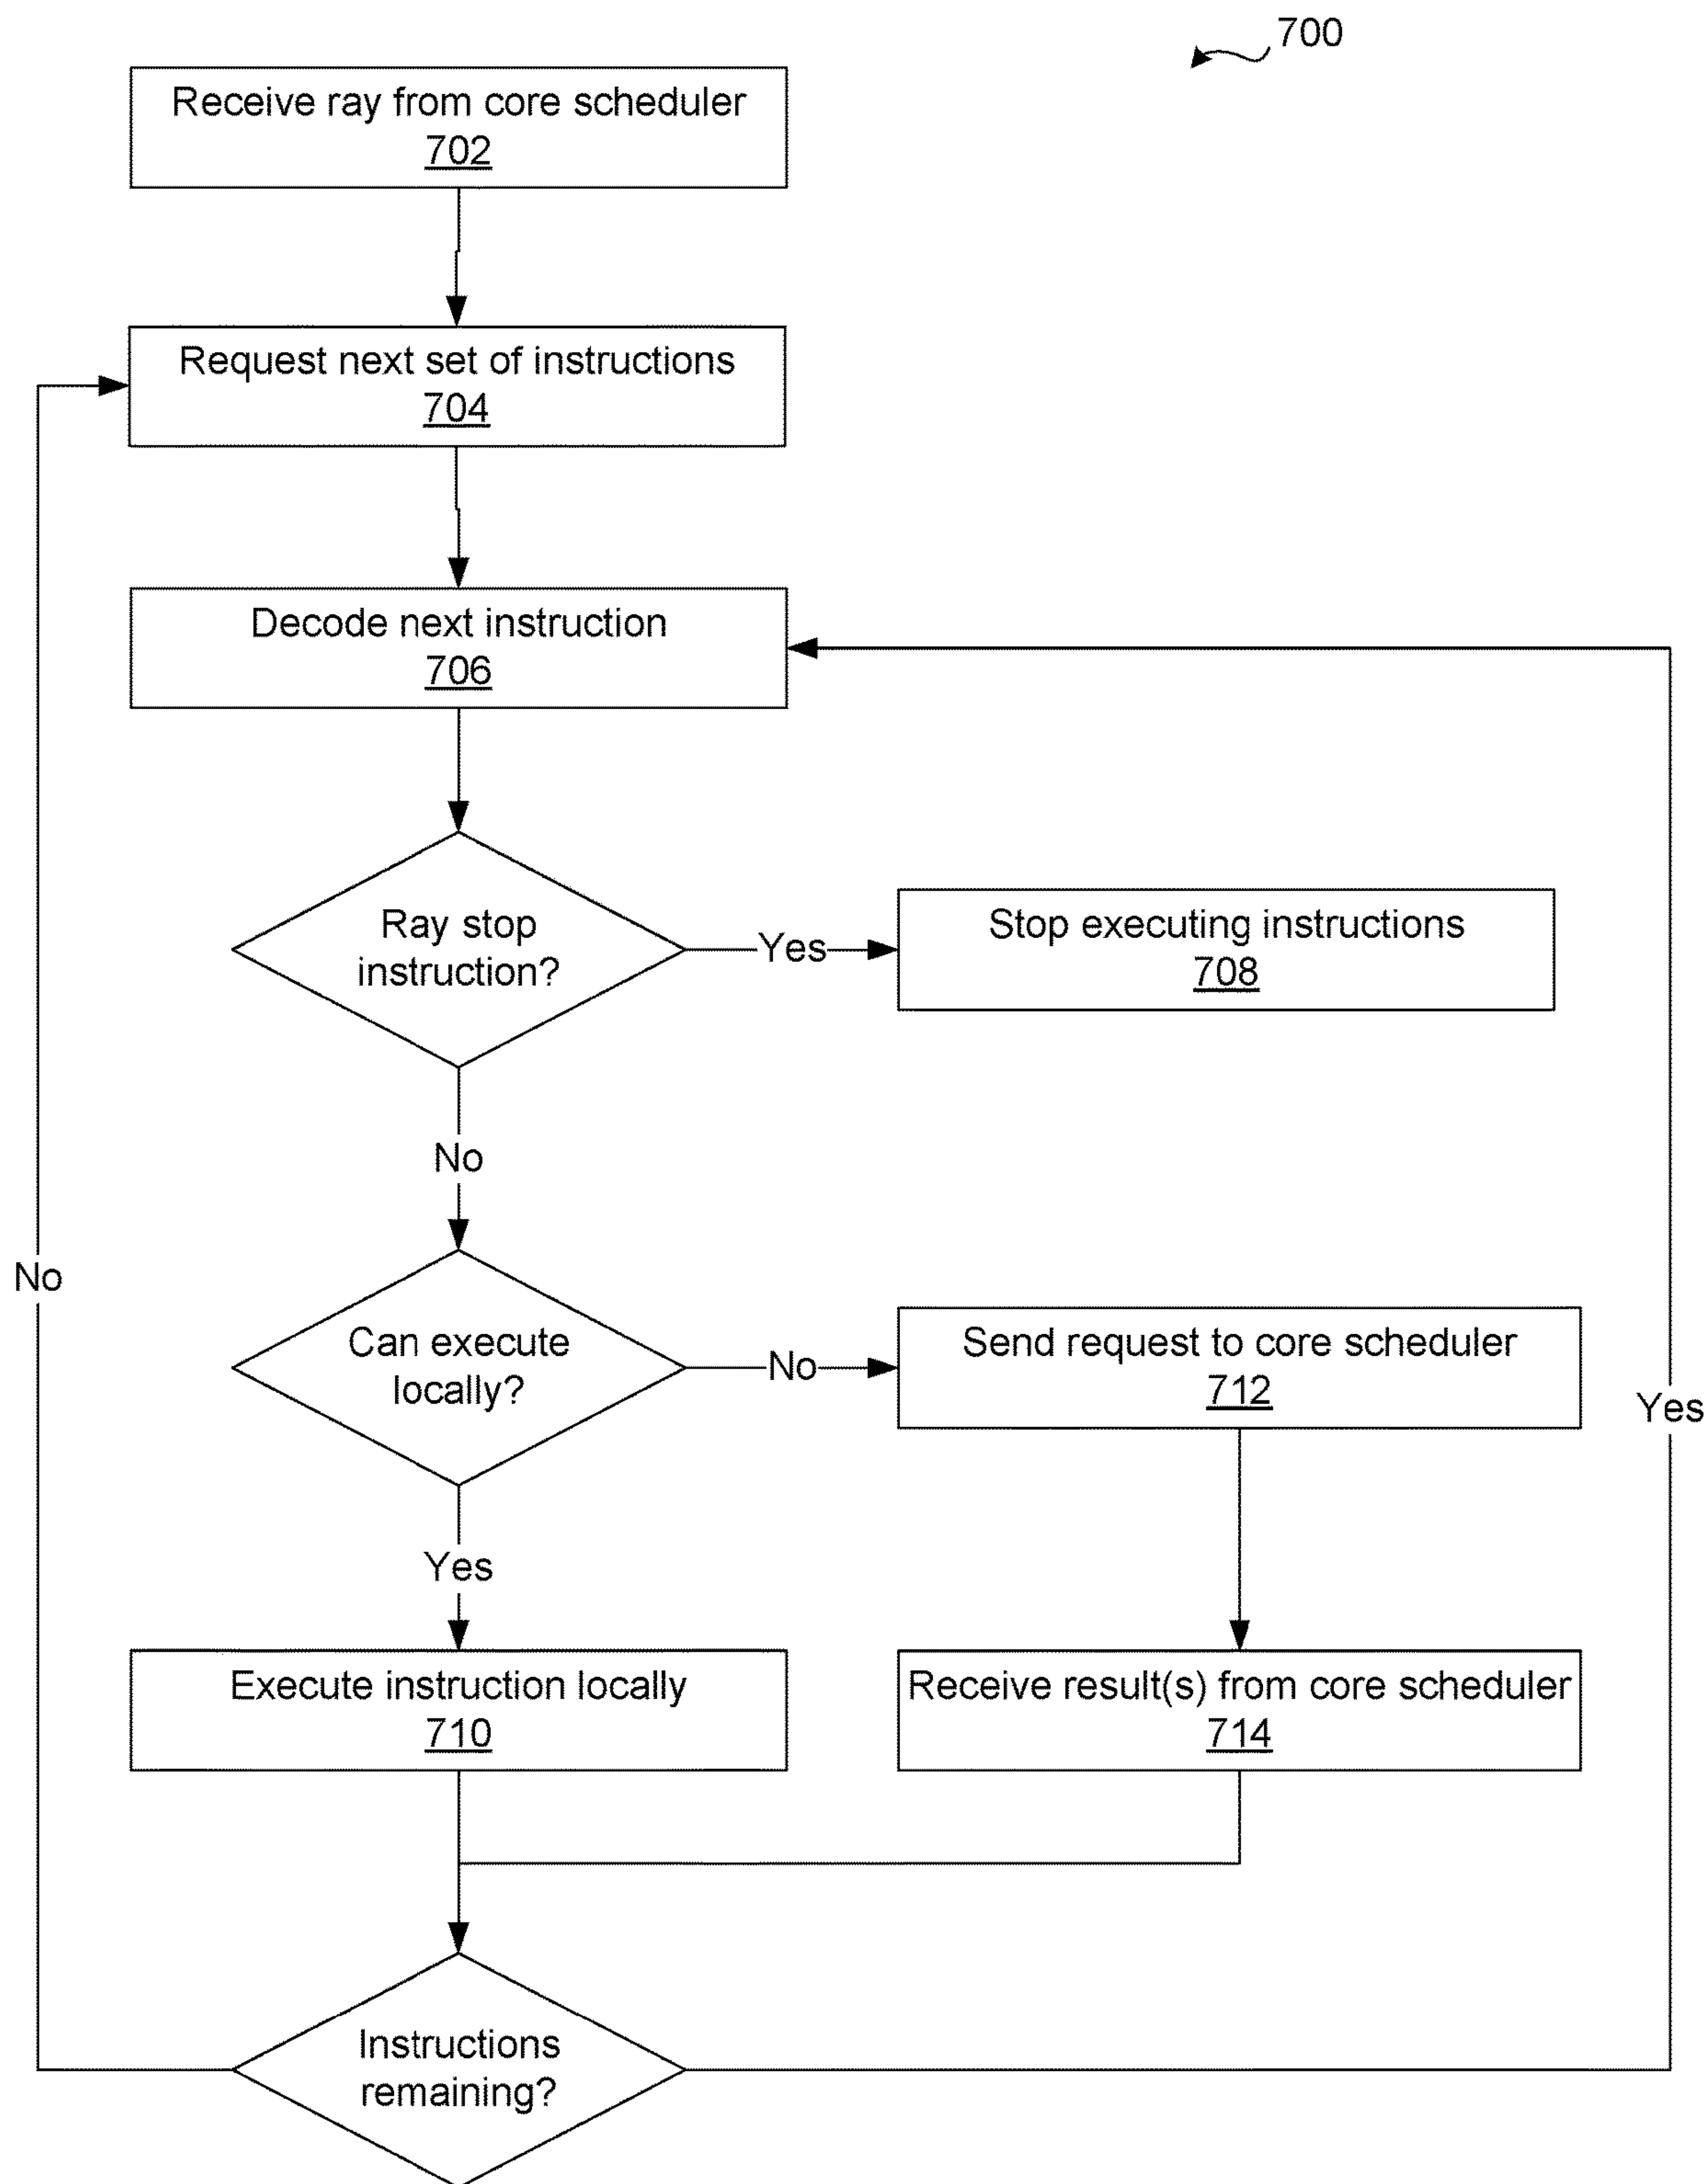 700
Receive ray from core scheduler
702
Request next set of instructions
704
Decode next instruction
706
Ray stop
instruction?
Yes
Stop executing instructions
708
No
No
Can execute
locally?
No
Send request to core scheduler
712
Yes
Yes
Execute instruction locally
710
Receive result(s) from core scheduler
714
Instructions
remaining?